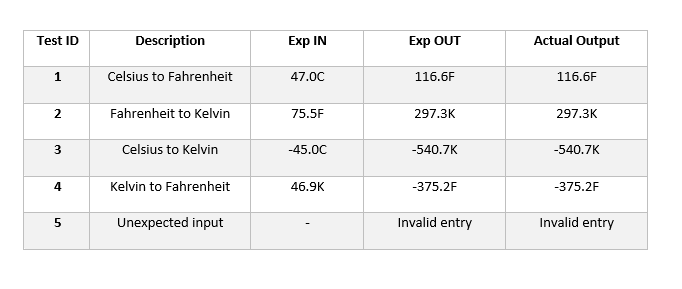 Test ID Description Exp IN Exp OUT Actual Output
1 Celsius to Fahrenheit 47.0C 116.6F 116.6F
2 Fahrenheit to Kelvin 75.5F 297.3K 297.3K
3 Celsius to Kelvin -45.0C -540.7K -540.7K
4 Kelvin to Fahrenheit 46.9K -375.2F -375.2F
5 Unexpected input - Invalid entry Invalid entry